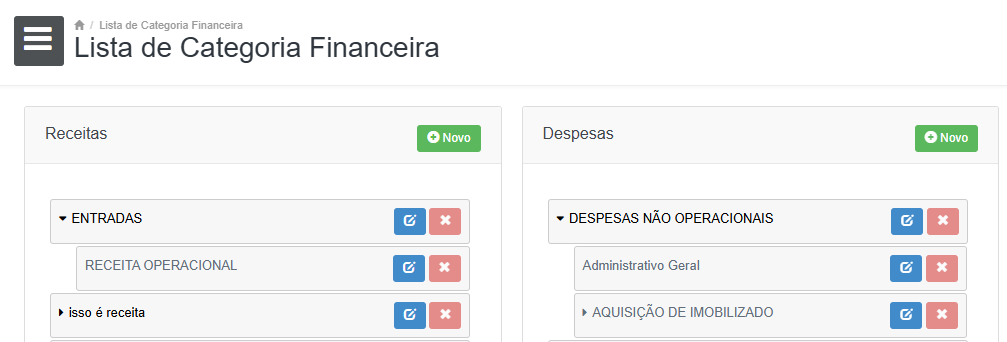 / Lista de Categoria Financeira
Lista de Categoria Financeira
Receitas
Novo
ENTRADAS
RECEITA OPERACIONAL
isso é receita
Despesas
Novo
DESPESAS NÃO OPERACIONAIS
Administrativo Geral
AQUISIÇÃO DE IMOBILIZADO